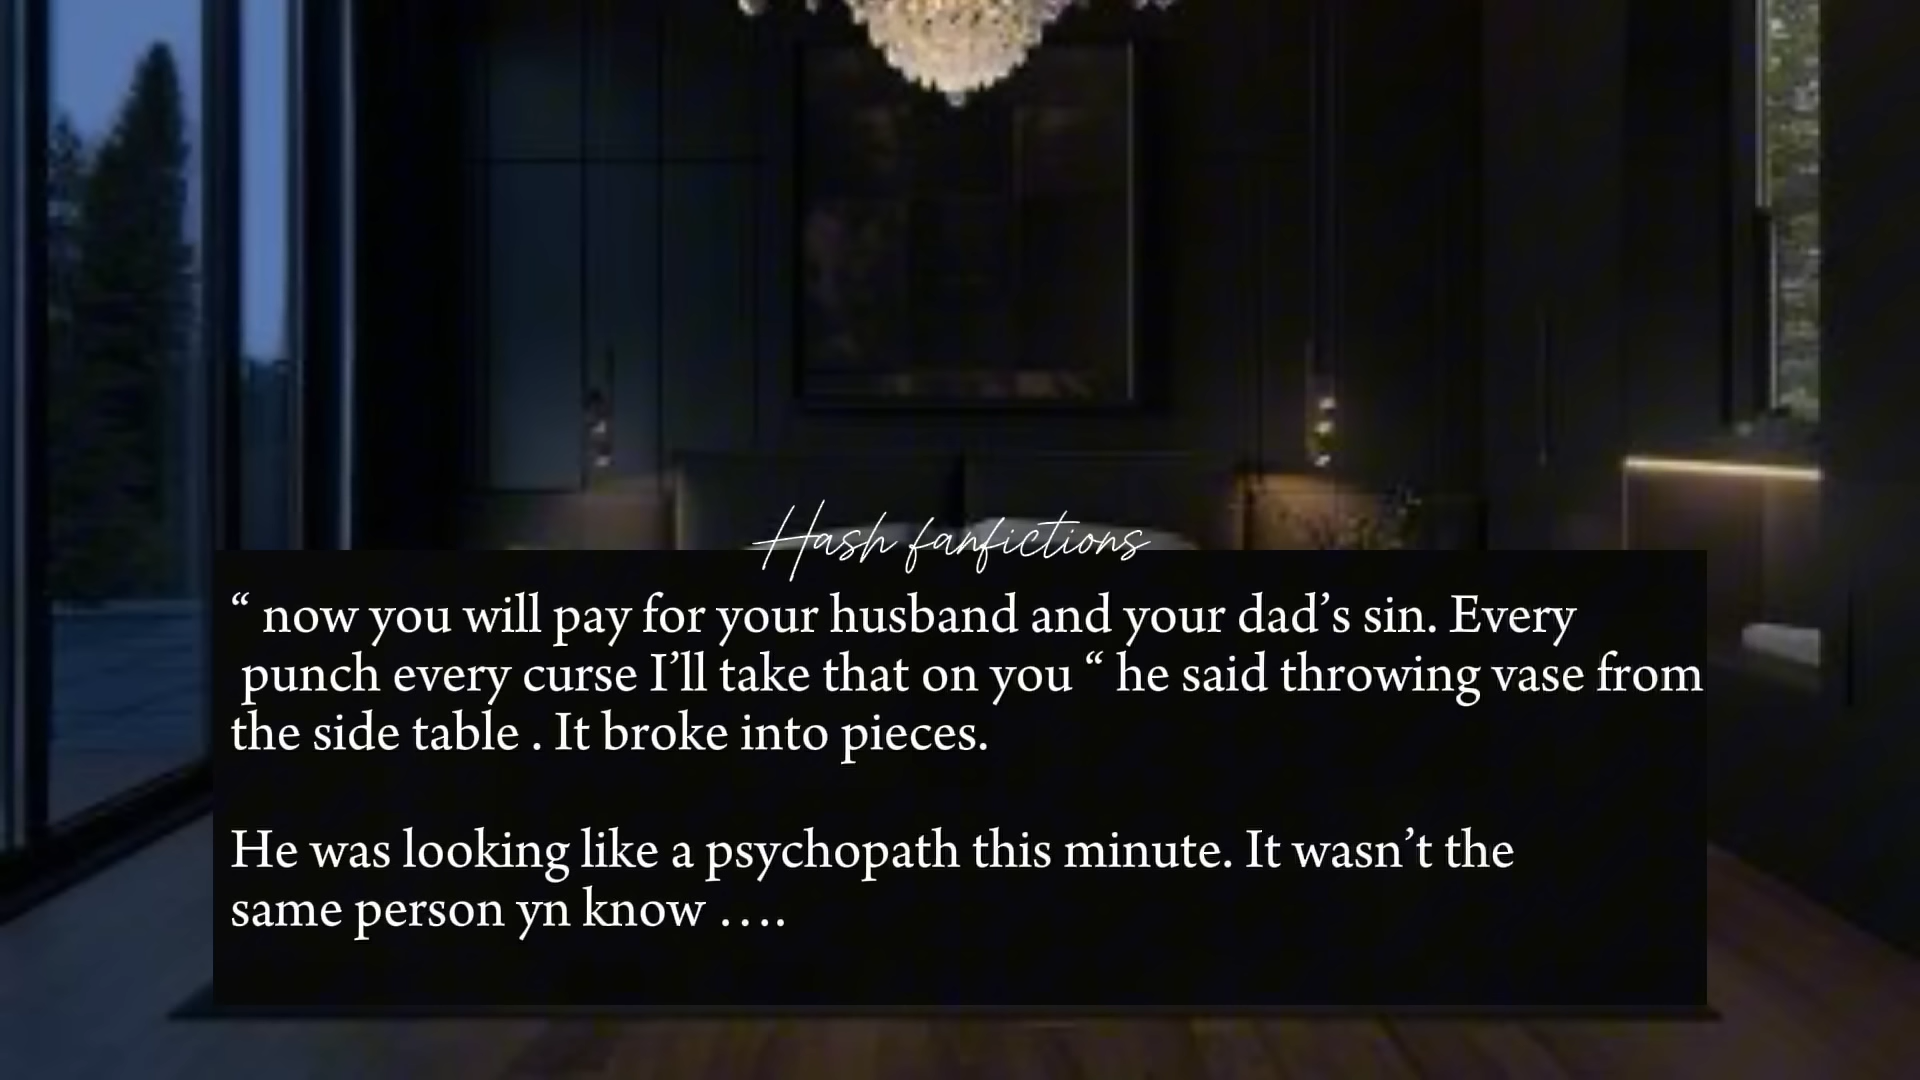 Hash fanfictions
“ now you will pay for your husband and your dad’s sin. Every
punch every curse I’ll take that on you “ he said throwing vase from
the side table . It broke into pieces.
He was looking like a psychopath this minute. It wasn’t the
same person yn know ….